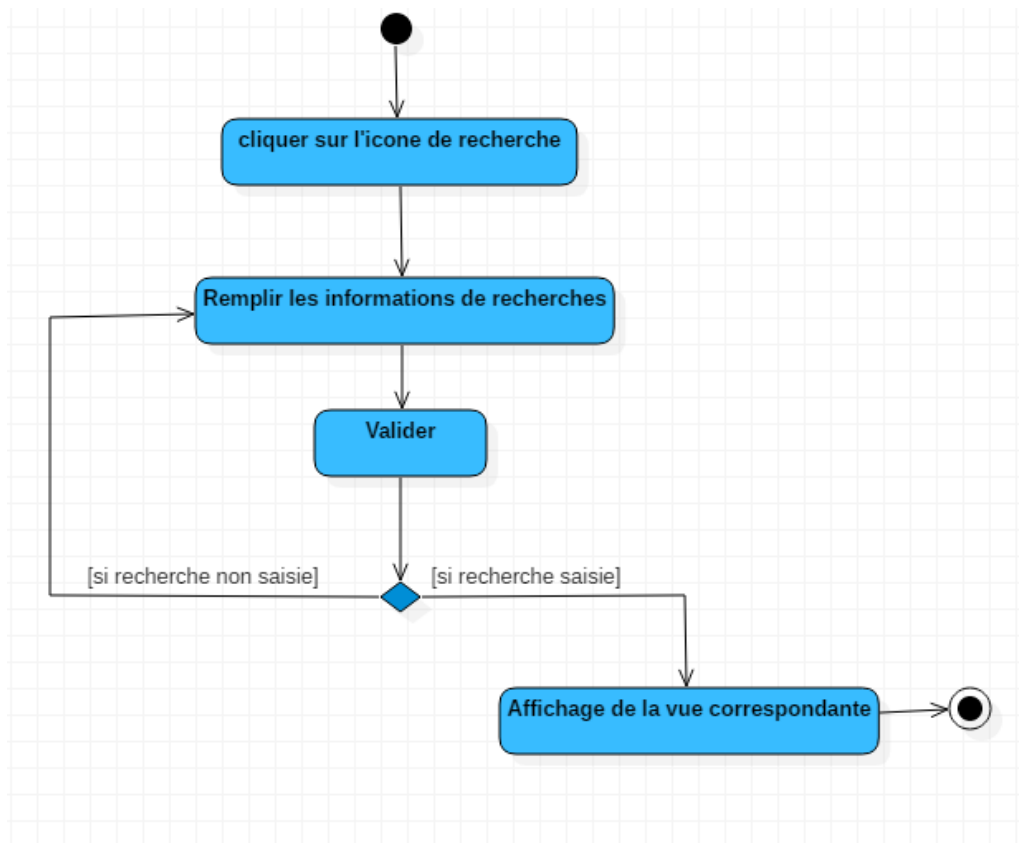 cliquer sur l'icone de recherche
Remplir les informations de recherches
Valider
[si recherche non saisie]
[si recherche saisie]
Affichage de la vue correspondante